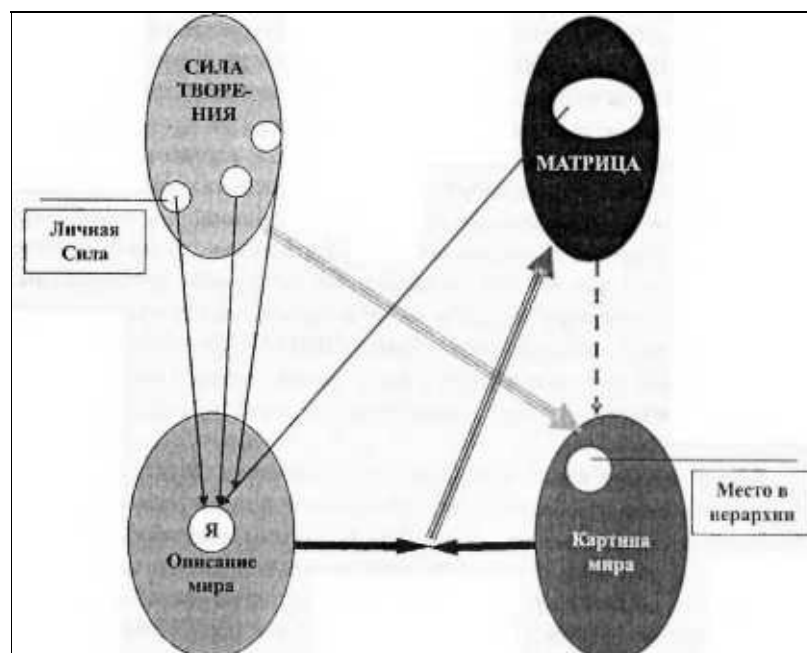 СИЛА
ТВОРЕ-
НИЯ
МАТРИЦА
Личная
Сила
Место в
иерархии
Я
Описание
мира
Картина
мира